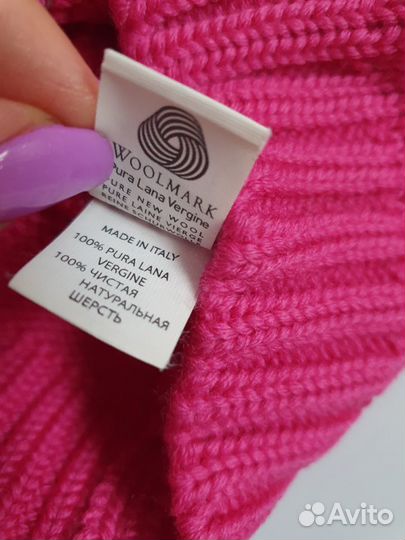 WOOLMARK
Pura Lana Vergine
PURE NEW WOOL
PURE LAINE VIERGE
REINE SCHURWOLLE
MADE IN ITALY
100% PURA LANA
VERGINE
100% ЧИСТАЯ
НАТУРАЛЬНАЯ
ШЕРСТЬ
Avito